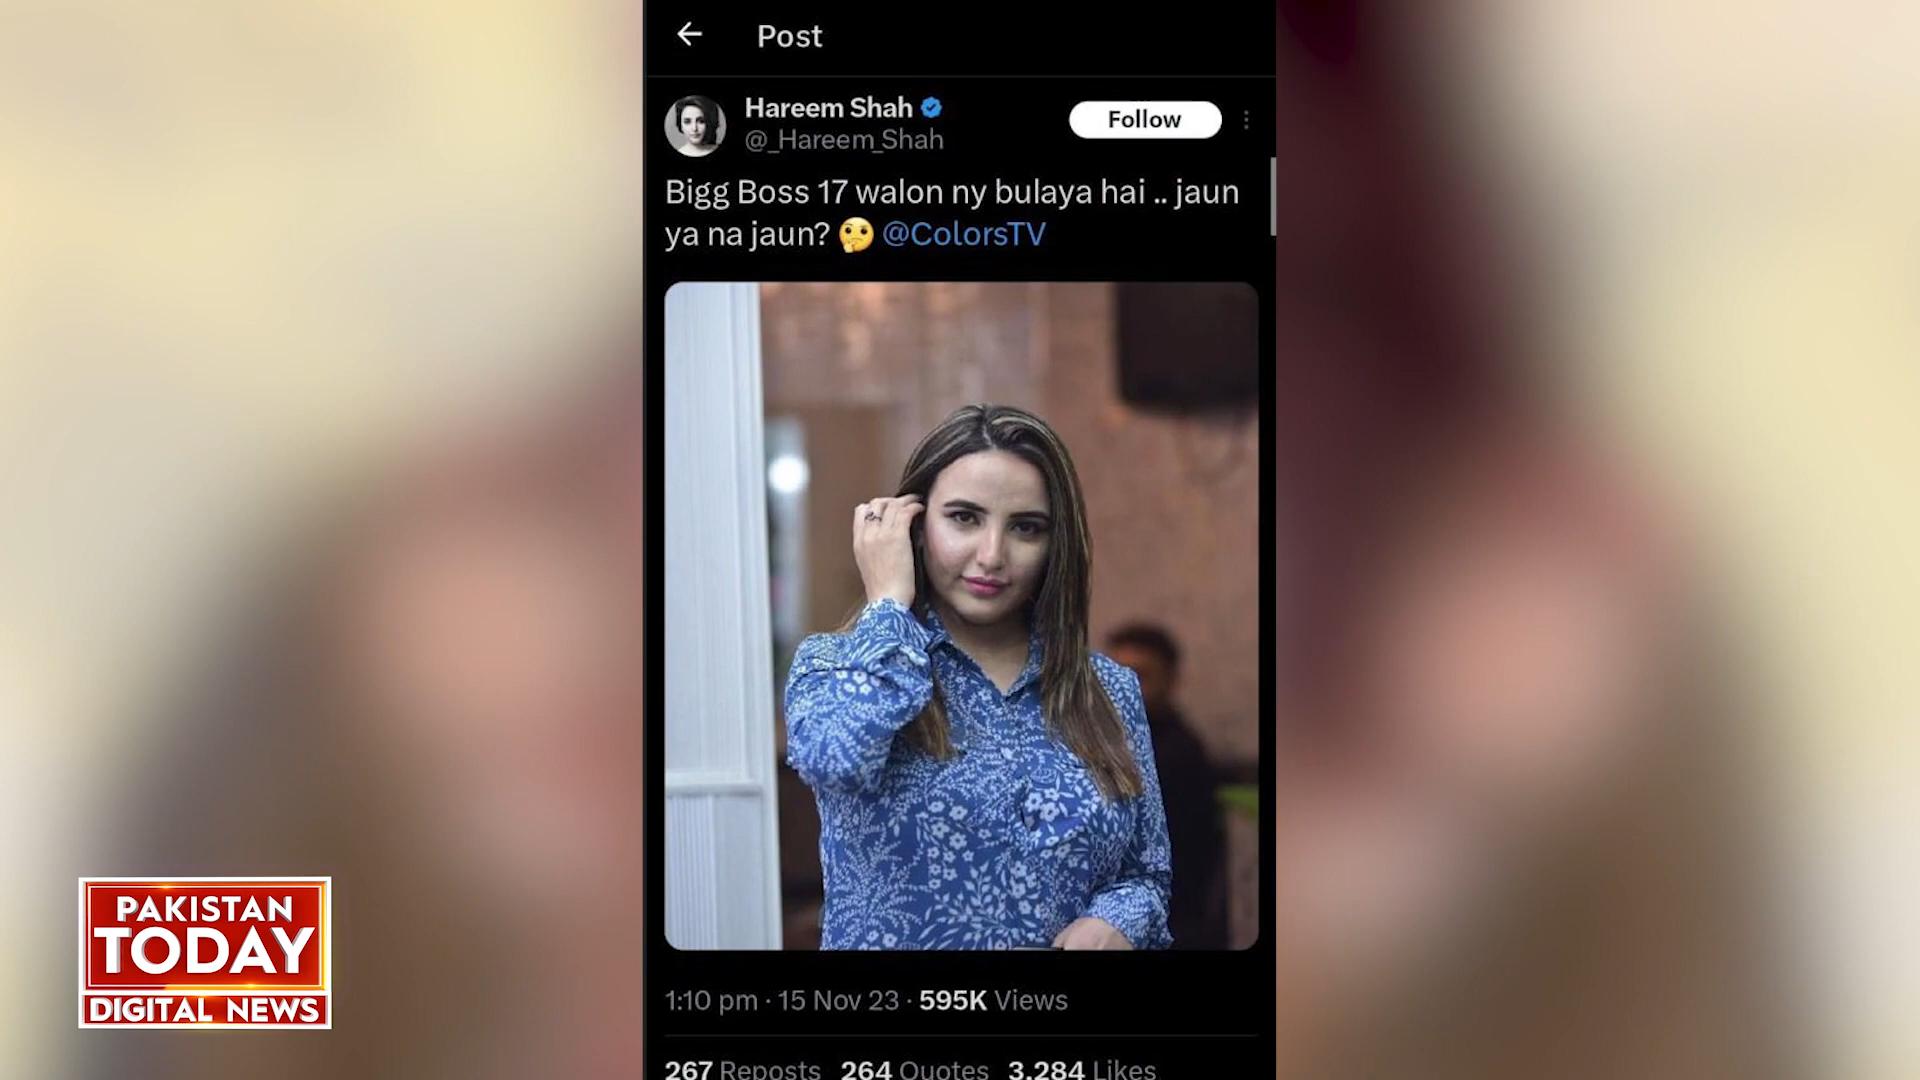 Post
Hareem Shah
@_Hareem_Shah
Follow
Bigg Boss 17 walon ny bulaya hai .. jaun
ya na jaun? 🤔 @ColorsTV
1:10 pm · 15 Nov 23 · 595K Views
267 Reposts 264 Quotes 3,284 Likes
PAKISTAN
TODAY
DIGITAL NEWS